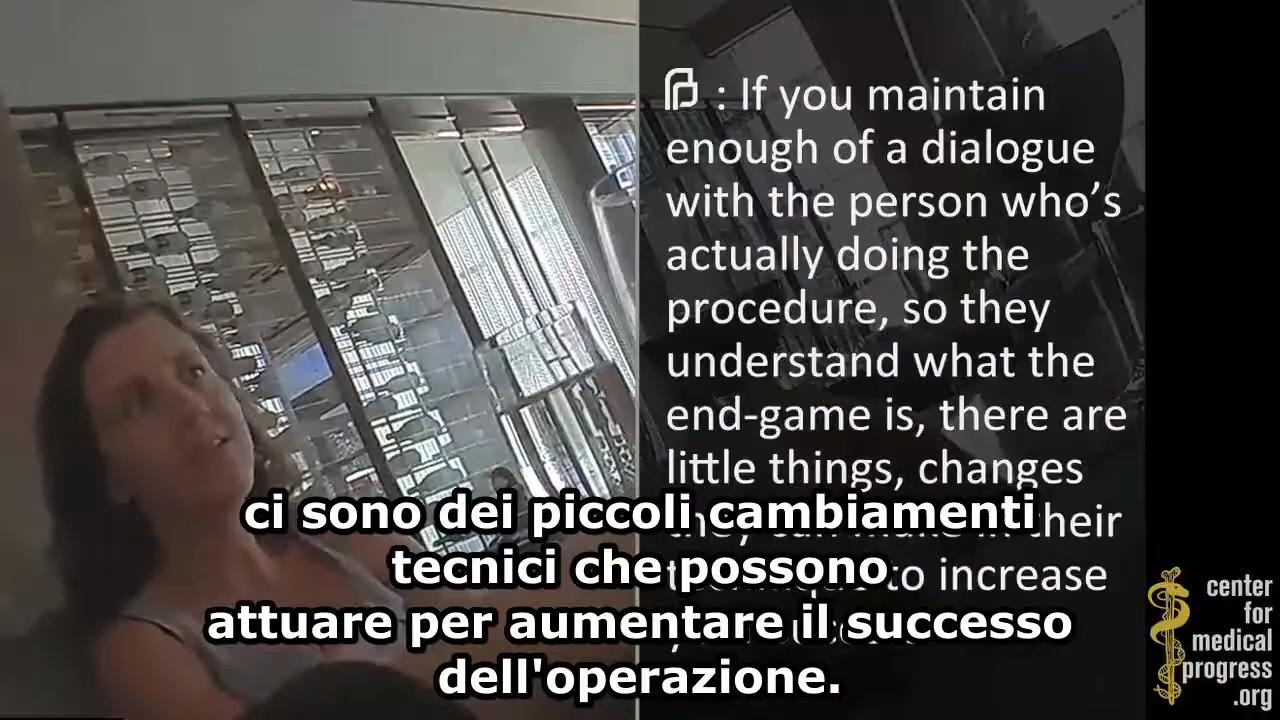 : If you maintain
enough of a dialogue
with the person who’s
actually doing the
procedure, so they
understand what the
end-game is, there are
little things, changes
their
to increase
ci sono dei piccoli cambiamenti
tecnici che possono
attuare per aumentare il successo
dell'operazione.
center
for
medical
progress
.org